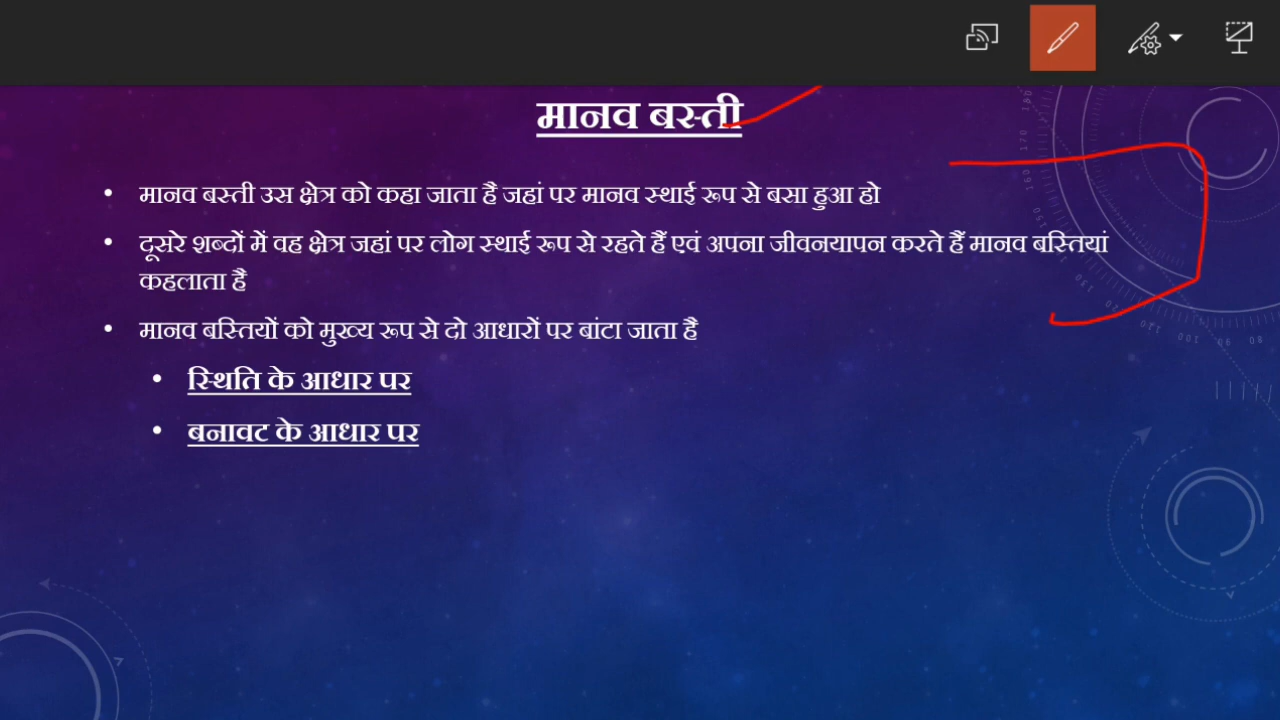 मानव बस्ती
• मानव बस्ती उस क्षेत्र को कहा जाता है जहां पर मानव स्थाई रूप से बसा हुआ हो
• दूसरे शब्दों में वह क्षेत्र जहां पर लोग स्थाई रूप से रहते हैं एवं अपना जीवनयापन करते हैं मानव बस्तियां
कहलाता है
• मानव बस्तियों को मुख्य रूप से दो आधारों पर बांटा जाता है
• स्थिति के आधार पर
• बनावट के आधार पर